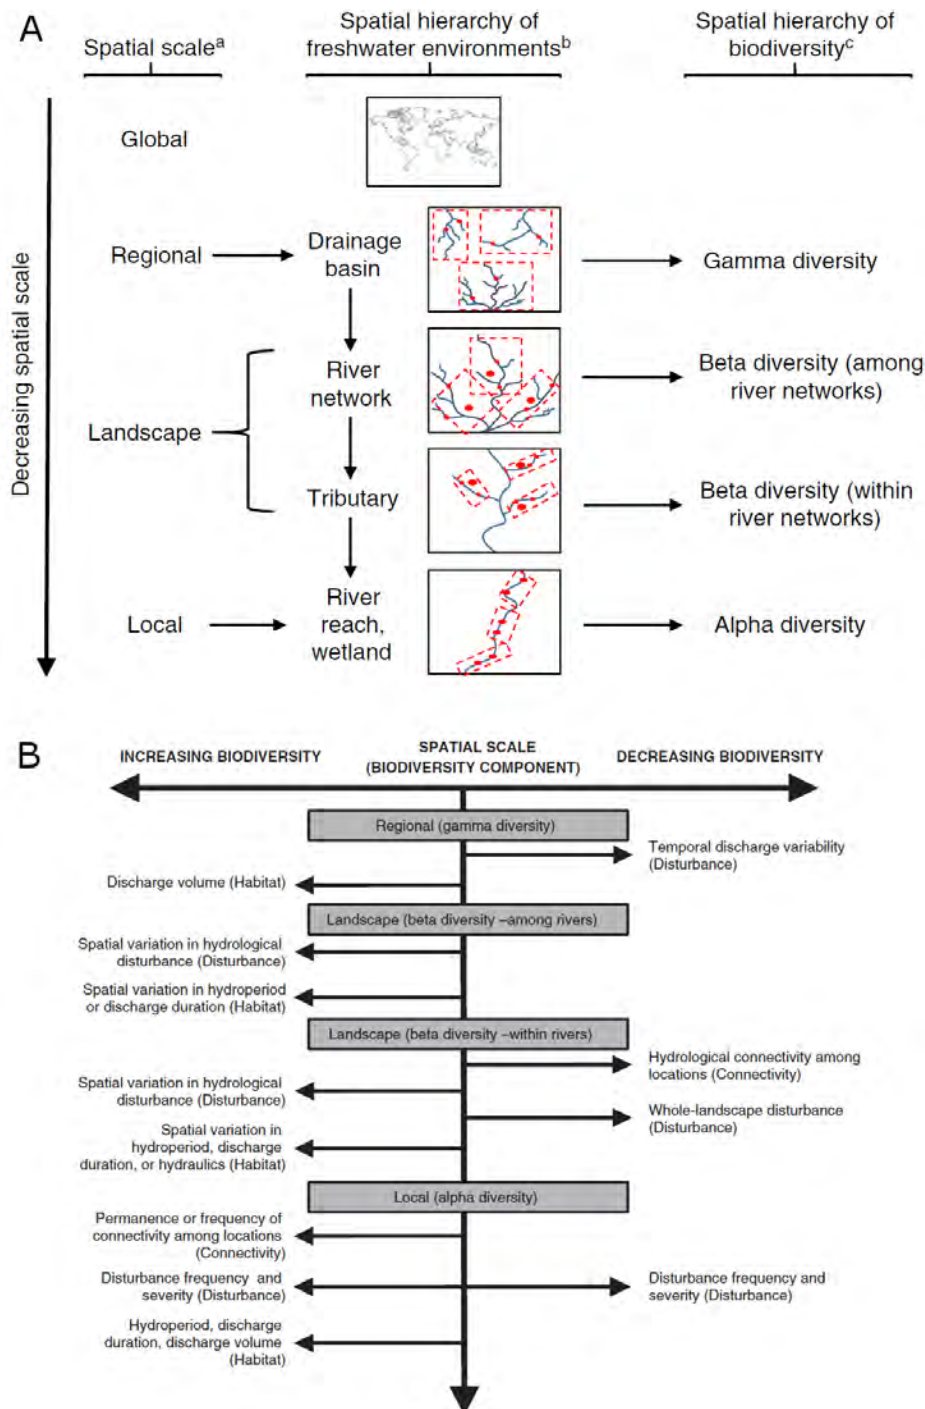 A
Spatial scaleᵃ
Spatial hierarchy of
freshwater environmentsᵇ
Spatial hierarchy of
biodiversityᶜ
Decreasing spatial scale
Global
Regional
Drainage
basin
Gamma diversity
Landscape
River
network
Beta diversity (among
river networks)
Tributary
Beta diversity (within
river networks)
Local
River
reach,
wetland
Alpha diversity
B
INCREASING BIODIVERSITY
SPATIAL SCALE
(BIODIVERSITY COMPONENT)
DECREASING BIODIVERSITY
Regional (gamma diversity)
Temporal discharge variability
(Disturbance)
Discharge volume (Habitat)
Landscape (beta diversity –among rivers)
Spatial variation in hydrological
disturbance (Disturbance)
Spatial variation in hydroperiod
or discharge duration (Habitat)
Landscape (beta diversity –within rivers)
Hydrological connectivity among
locations (Connectivity)
Spatial variation in hydrological
disturbance (Disturbance)
Whole-landscape disturbance
(Disturbance)
Spatial variation in
hydroperiod, discharge
duration, or hydraulics (Habitat)
Local (alpha diversity)
Permanence or frequency of
connectivity among locations
(Connectivity)
Disturbance frequency and
severity (Disturbance)
Disturbance frequency and
severity (Disturbance)
Hydroperiod, discharge
duration, discharge volume
(Habitat)